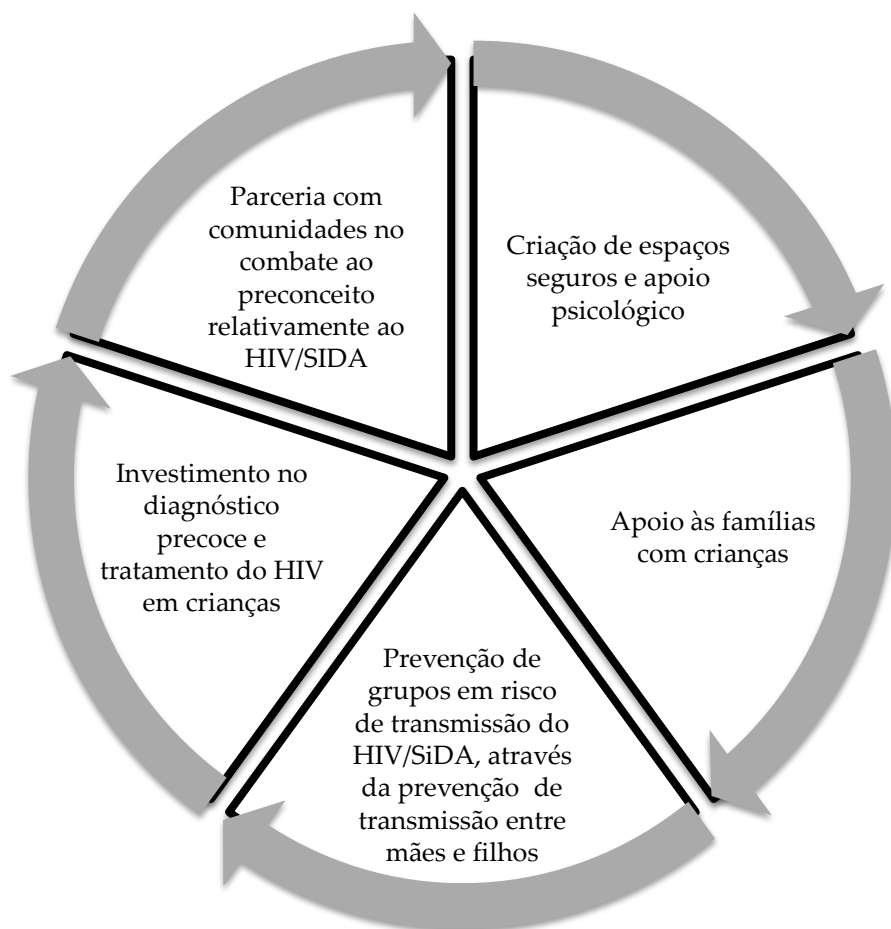 Parceria com
comunidades no
combate ao
preconceito
relativamente ao
HIV/SIDA
Criação de espaços
seguros e apoio
psicológico
Apoio às famílias
com crianças
Prevenção de
grupos em risco
de transmissão do
HIV/SiDA, através
da prevenção de
transmissão entre
mães e filhos
Investimento no
diagnóstico
precoce e
tratamento do HIV
em crianças